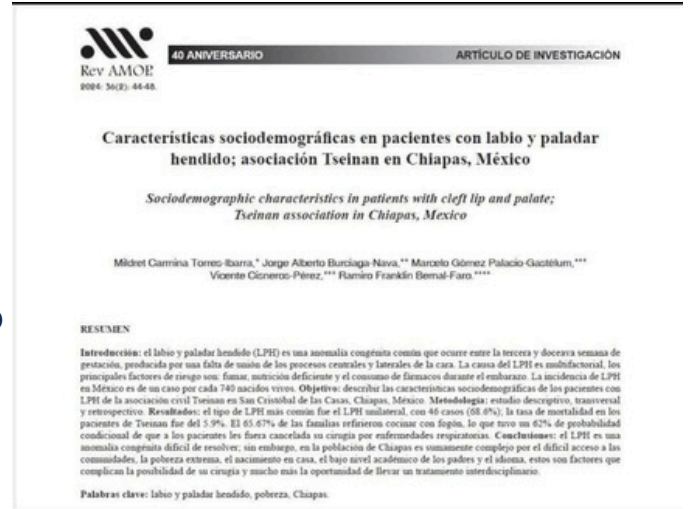 Rev AMOP.
2024; 36(2): 44-48.
40 ANIVERSARIO
ARTÍCULO DE INVESTIGACIÓN
Características sociodemográficas en pacientes con labio y paladar
hendido; asociación Tseinan en Chiapas, México
Sociodemographic characteristics in patients with cleft lip and palate;
Tseinan association in Chiapas, Mexico
Mildret Carmina Torres-Ibarra,* Jorge Alberto Burciaga-Nava,** Marcelo Gómez Palacio-Gastélum,***
Vicente Cisneros-Pérez,*** Ramiro Franklin Bernal-Faro.****
RESUMEN
Introducción: el labio y paladar hendido (LPH) es una anomalía congénita común que ocurre entre la tercera y doceava semana de
gestación, producida por una falta de unión de los procesos centrales y laterales de la cara. La causa del LPH es multifactorial, los
principales factores de riesgo son: fumar, nutrición deficiente y el consumo de fármacos durante el embarazo. La incidencia de LPH
en México es de un caso por cada 740 nacidos vivos. Objetivo: describir las características sociodemográficas de los pacientes con
LPH de la asociación civil Tseinan en San Cristóbal de las Casas, Chiapas, México. Metodología: estudio descriptivo, transversal
y retrospectivo. Resultados: el tipo de LPH más común fue el LPH unilateral, con 46 casos (68.6%); la tasa de mortalidad en los
pacientes de Tseinan fue del 5.9%. El 65.67% de las familias refirieron cocinar con fogón, lo que tuvo un 62% de probabilidad
condicional de que a los pacientes les fuera cancelada su cirugía por enfermedades respiratorias. Conclusiones: el LPH es una
anomalía congénita difícil de resolver; sin embargo, en la población de Chiapas es sumamente complejo por el difícil acceso a las
comunidades, la pobreza extrema, el nacimiento en casa, el bajo nivel académico de los padres y el idioma, estos son factores que
complican la posibilidad de su cirugía y mucho más la oportunidad de llevar un tratamiento interdisciplinario.
Palabras clave: labio y paladar hendido, pobreza, Chiapas.